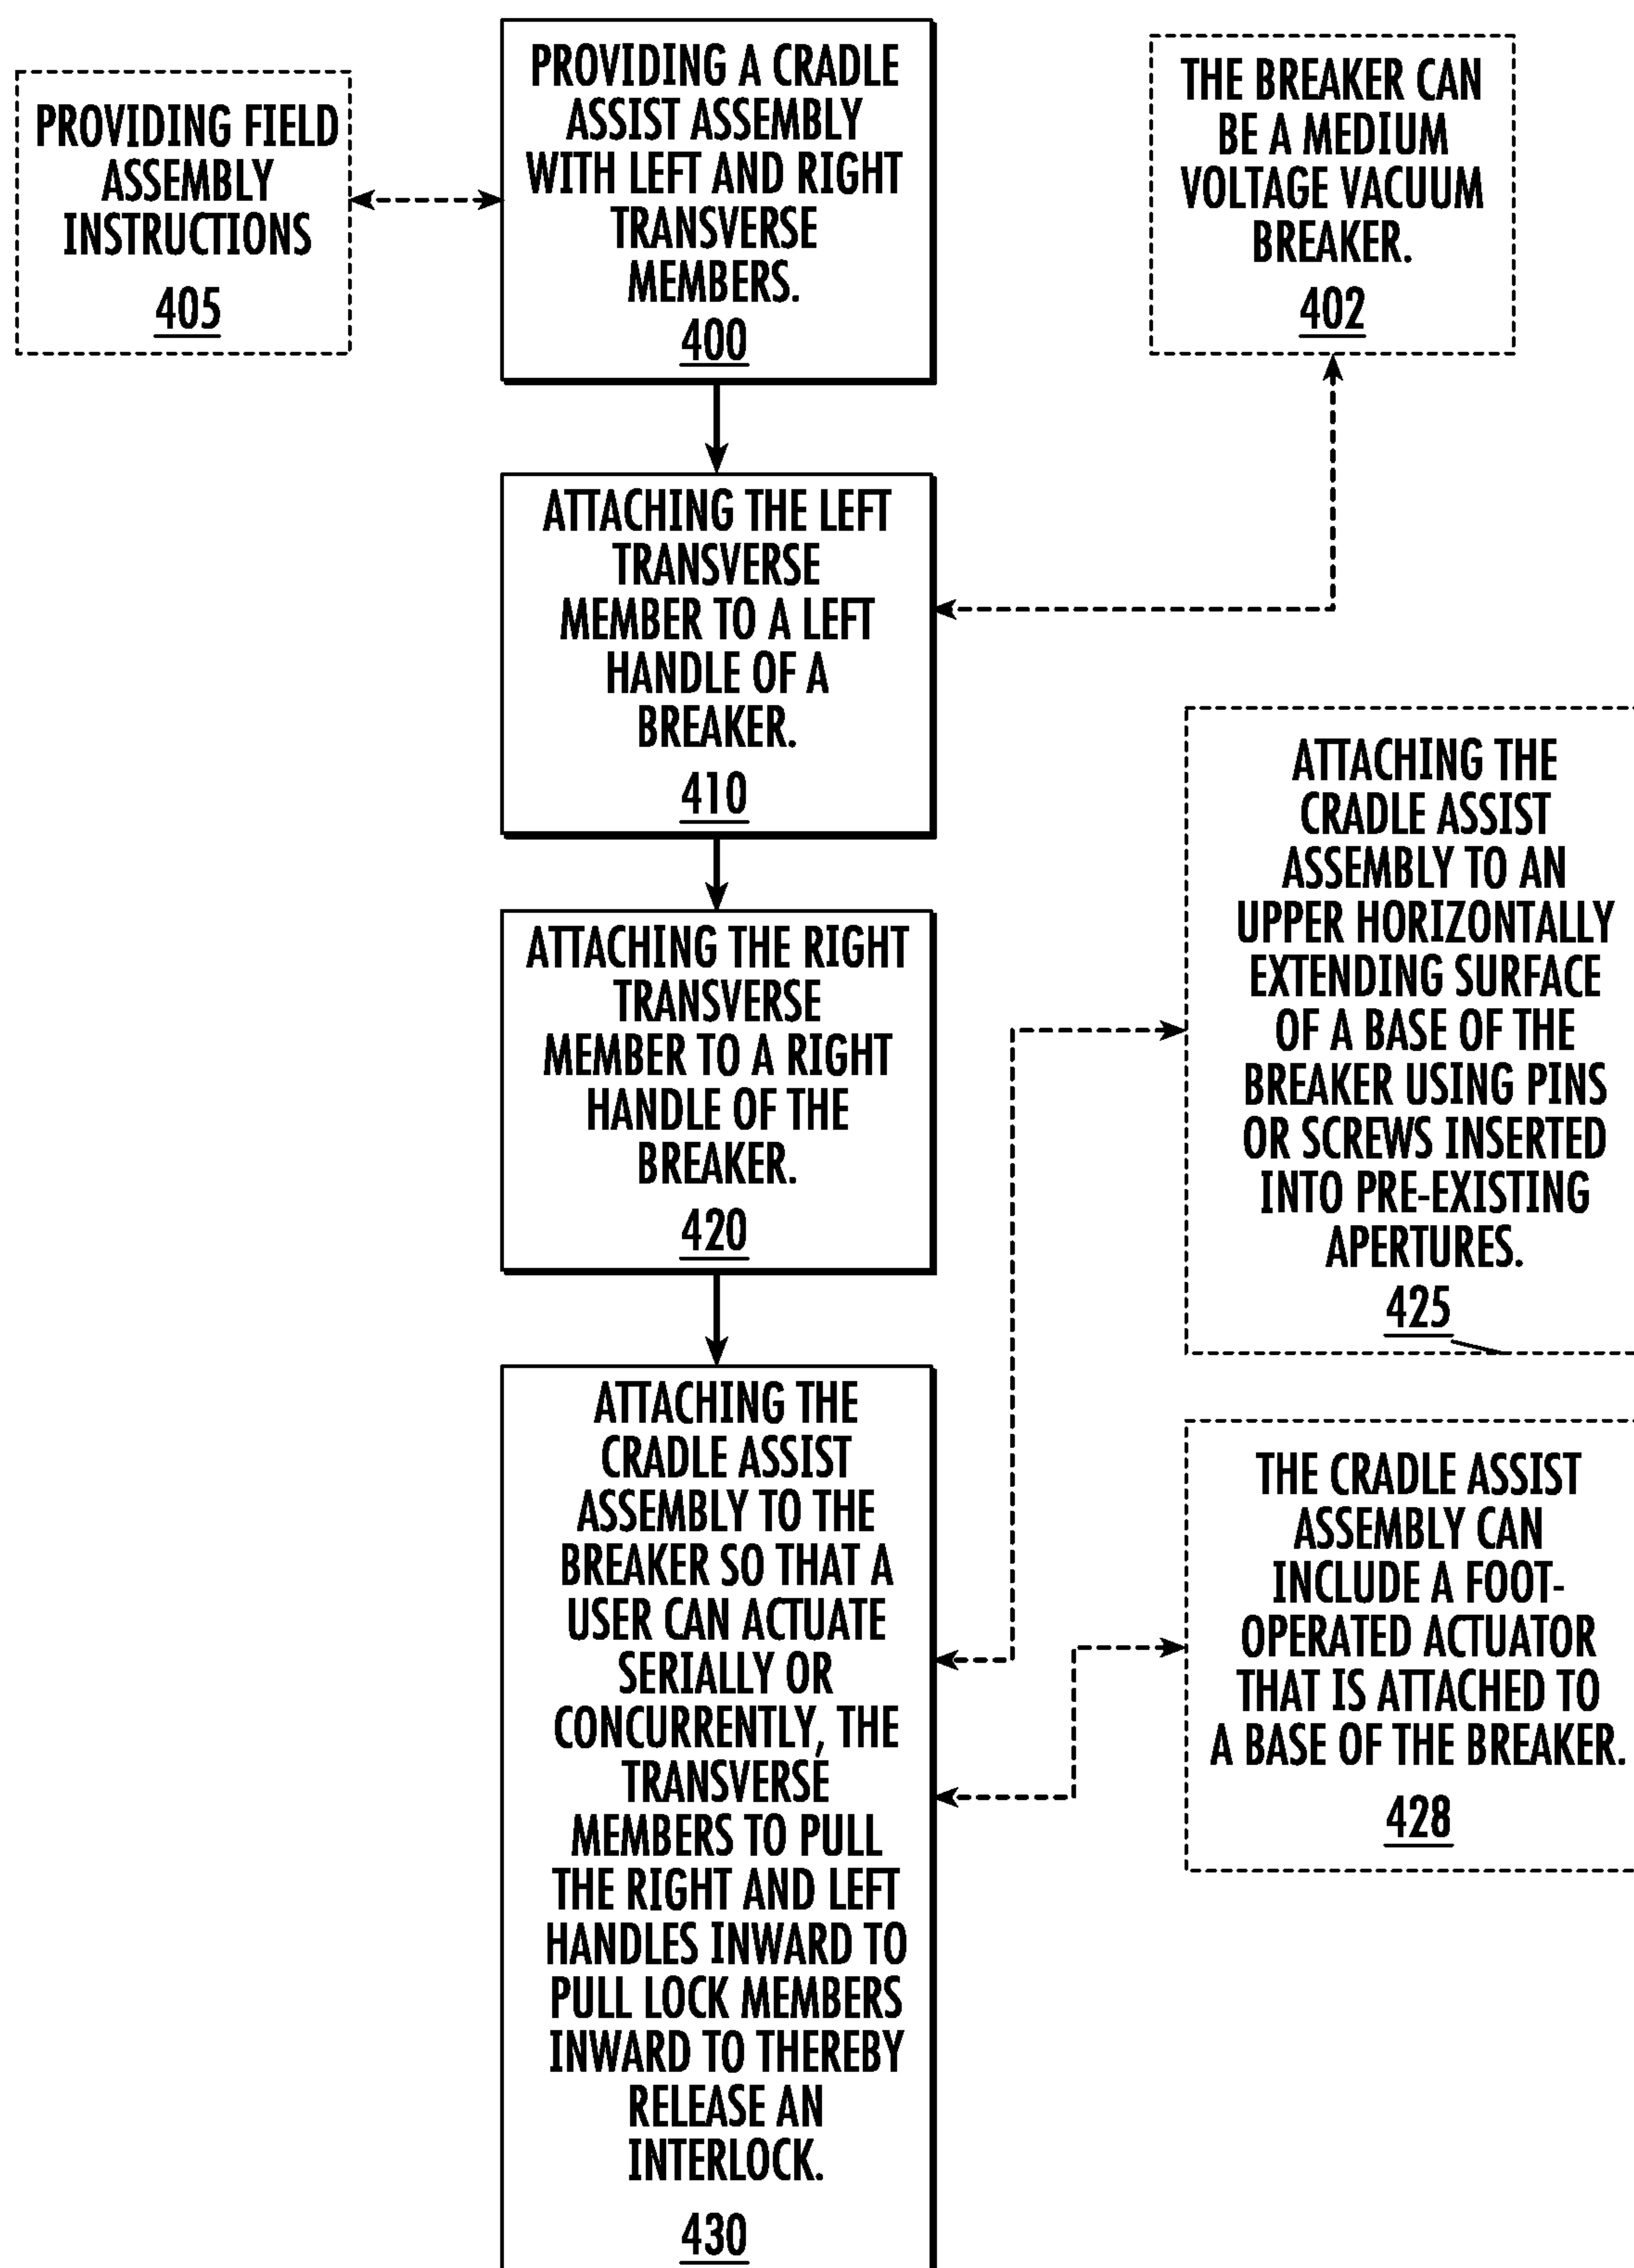 PROVIDING FIELD
ASSEMBLY
INSTRUCTIONS
405
PROVIDING A CRADLE
ASSIST ASSEMBLY
WITH LEFT AND RIGHT
TRANSVERSE
MEMBERS.
400
THE BREAKER CAN
BE A MEDIUM
VOLTAGE VACUUM
BREAKER.
402
ATTACHING THE LEFT
TRANSVERSE
MEMBER TO A LEFT
HANDLE OF A
BREAKER.
410
ATTACHING THE RIGHT
TRANSVERSE
MEMBER TO A RIGHT
HANDLE OF THE
BREAKER.
420
ATTACHING THE
CRADLE ASSIST
ASSEMBLY TO AN
UPPER HORIZONTALLY
EXTENDING SURFACE
OF A BASE OF THE
BREAKER USING PINS
OR SCREWS INSERTED
INTO PRE-EXISTING
APERTURES.
425
ATTACHING THE
CRADLE ASSIST
ASSEMBLY TO THE
BREAKER SO THAT A
USER CAN ACTUATE
SERIALLY OR
CONCURRENTLY, THE
TRANSVERSE
MEMBERS TO PULL
THE RIGHT AND LEFT
HANDLES INWARD TO
PULL LOCK MEMBERS
INWARD TO THEREBY
RELEASE AN
INTERLOCK.
430
THE CRADLE ASSIST
ASSEMBLY CAN
INCLUDE A FOOT-
OPERATED ACTUATOR
THAT IS ATTACHED TO
A BASE OF THE BREAKER.
428